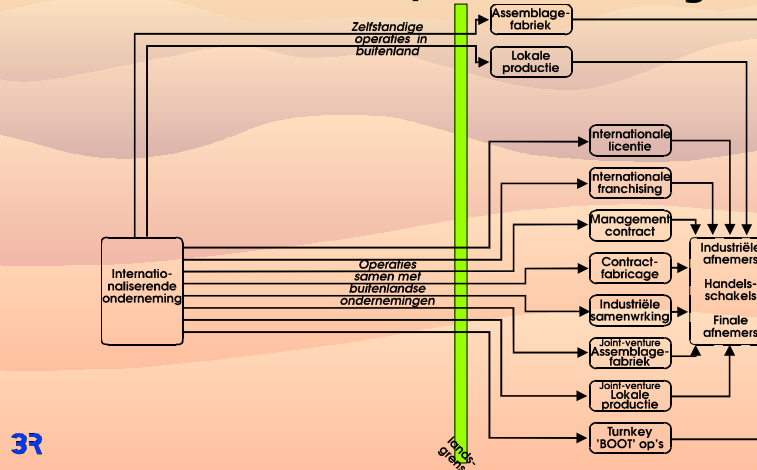 Zelfstandige
operaties in
buitenland
Assemblage-
fabriek
Lokale
productie
nternationale
licentie
nternationale
franchising
Management
contract
Contract-
fabricage
Industriële
samenwrking
Joint-venture
Assemblage-
fabriek
Joint-venture
Lokale
productie
Turnkey
'BOOT' op's
Internatio-
naliserende
onderneming
Operaties
samen met
buitenlandse
ondernemingen
Industriële
afnemers
Handels-
schakels
Finale
afnemers
lands-
grens
3R